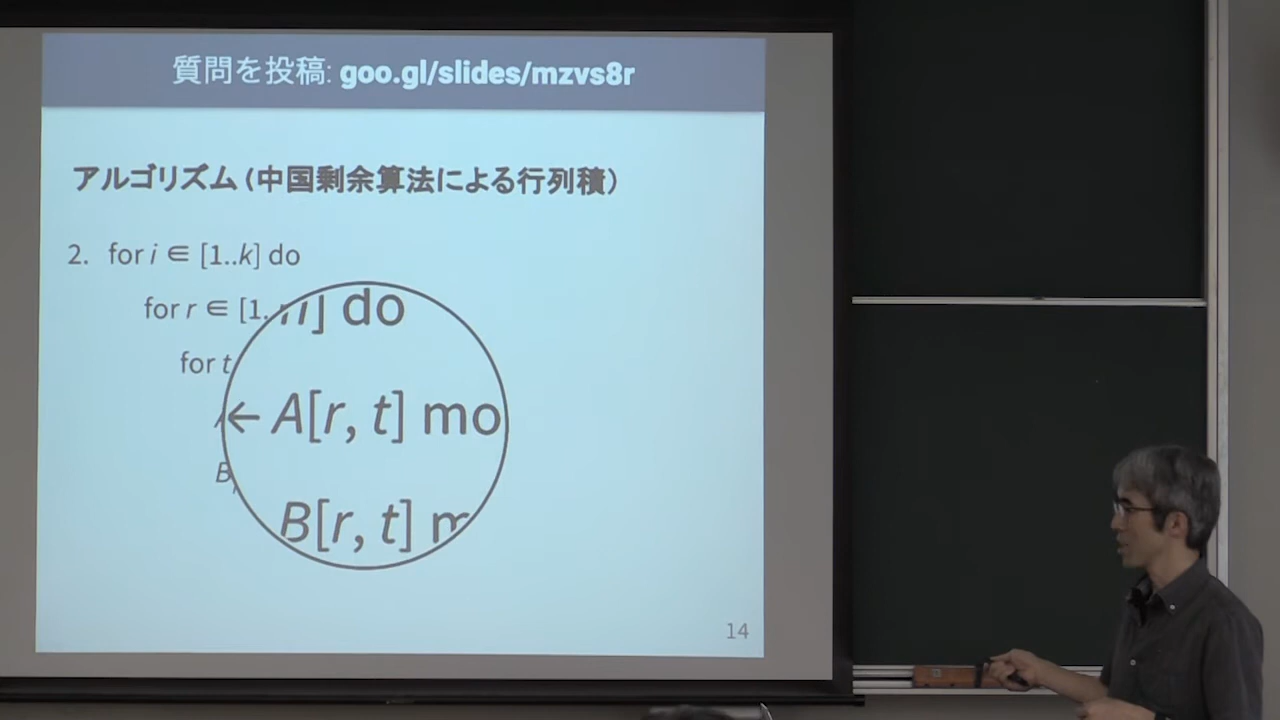 質問を投稿: goo.gl/slides/mzvs8r
アルゴリズム (中国剰余算法による行列積)
2. for i ∈ [1..k] do
for r ∈ [1. n] do
for t
← A[r, t] mo
B
B[r, t] m
14